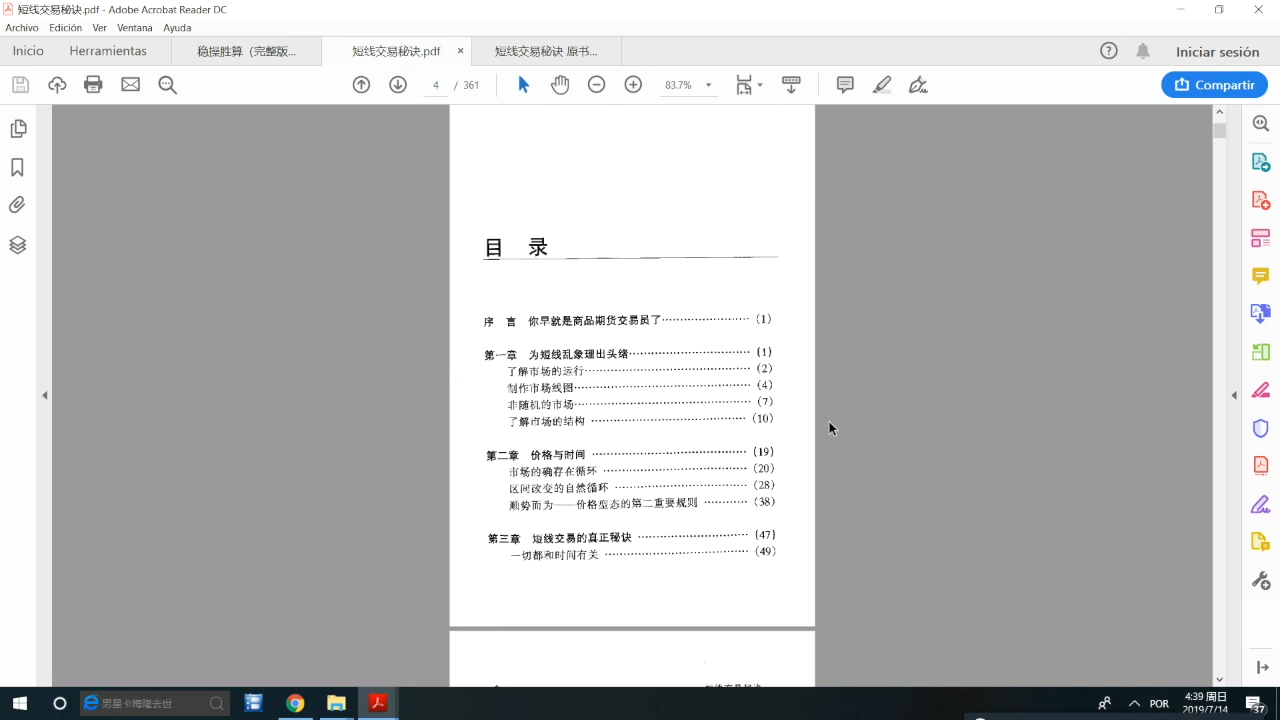 短线交易秘诀.pdf - Adobe Acrobat Reader DC
Archivo Edición Ver Ventana Ayuda
Inicio Herramientas 稳操胜算（完整版... 短线交易秘诀.pdf × 短线交易秘诀 原书... Iniciar sesión
4 / 361 83.7% Compartir
目 录
序 言 你早就是商品期货交易员了 (1)
第一章 为短线乱象理出头绪 (1)
了解市场的运行 (2)
制作市场线图 (4)
非随机的市场 (7)
了解市场的结构 (10)
第二章 价格与时间 (19)
市场的确存在循环 (20)
区间改变的自然循环 (28)
顺势而为——价格型态的第二重要规则 (38)
第三章 短线交易的真正秘诀 (47)
一切都和时间有关 (49)
男星卡梅隆去世
POR
4:39 周日
2019/7/14
37